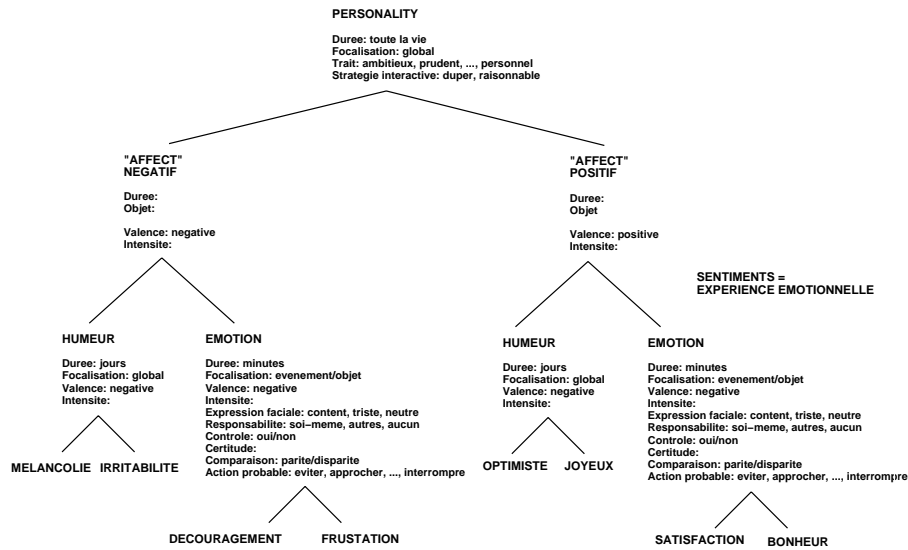 PERSONALITY
Duree: toute la vie
Focalisation: global
Trait: ambitieux, prudent, ..., personnel
Strategie interactive: duper, raisonnable
"AFFECT"
NEGATIF
Duree:
Objet:
Valence: negative
Intensite:
"AFFECT"
POSITIF
Duree:
Objet
Valence: positive
Intensite:
SENTIMENTS =
EXPERIENCE EMOTIONNELLE
HUMEUR
Duree: jours
Focalisation: global
Valence: negative
Intensite:
EMOTION
Duree: minutes
Focalisation: evenement/objet
Valence: negative
Intensite:
Expression faciale: content, triste, neutre
Responsabilite: soi−meme, autres, aucun
Controle: oui/non
Certitude:
Comparaison: parite/disparite
Action probable: eviter, approcher, ..., interrompre
HUMEUR
Duree: jours
Focalisation: global
Valence: negative
Intensite:
EMOTION
Duree: minutes
Focalisation: evenement/objet
Valence: negative
Intensite:
Expression faciale: content, triste, neutre
Responsabilite: soi−meme, autres, aucun
Controle: oui/non
Certitude:
Comparaison: parite/disparite
Action probable: eviter, approcher, ..., interrompre
MELANCOLIE IRRITABILITE
OPTIMISTE JOYEUX
DECOURAGEMENT FRUSTATION
SATISFACTION BONHEUR